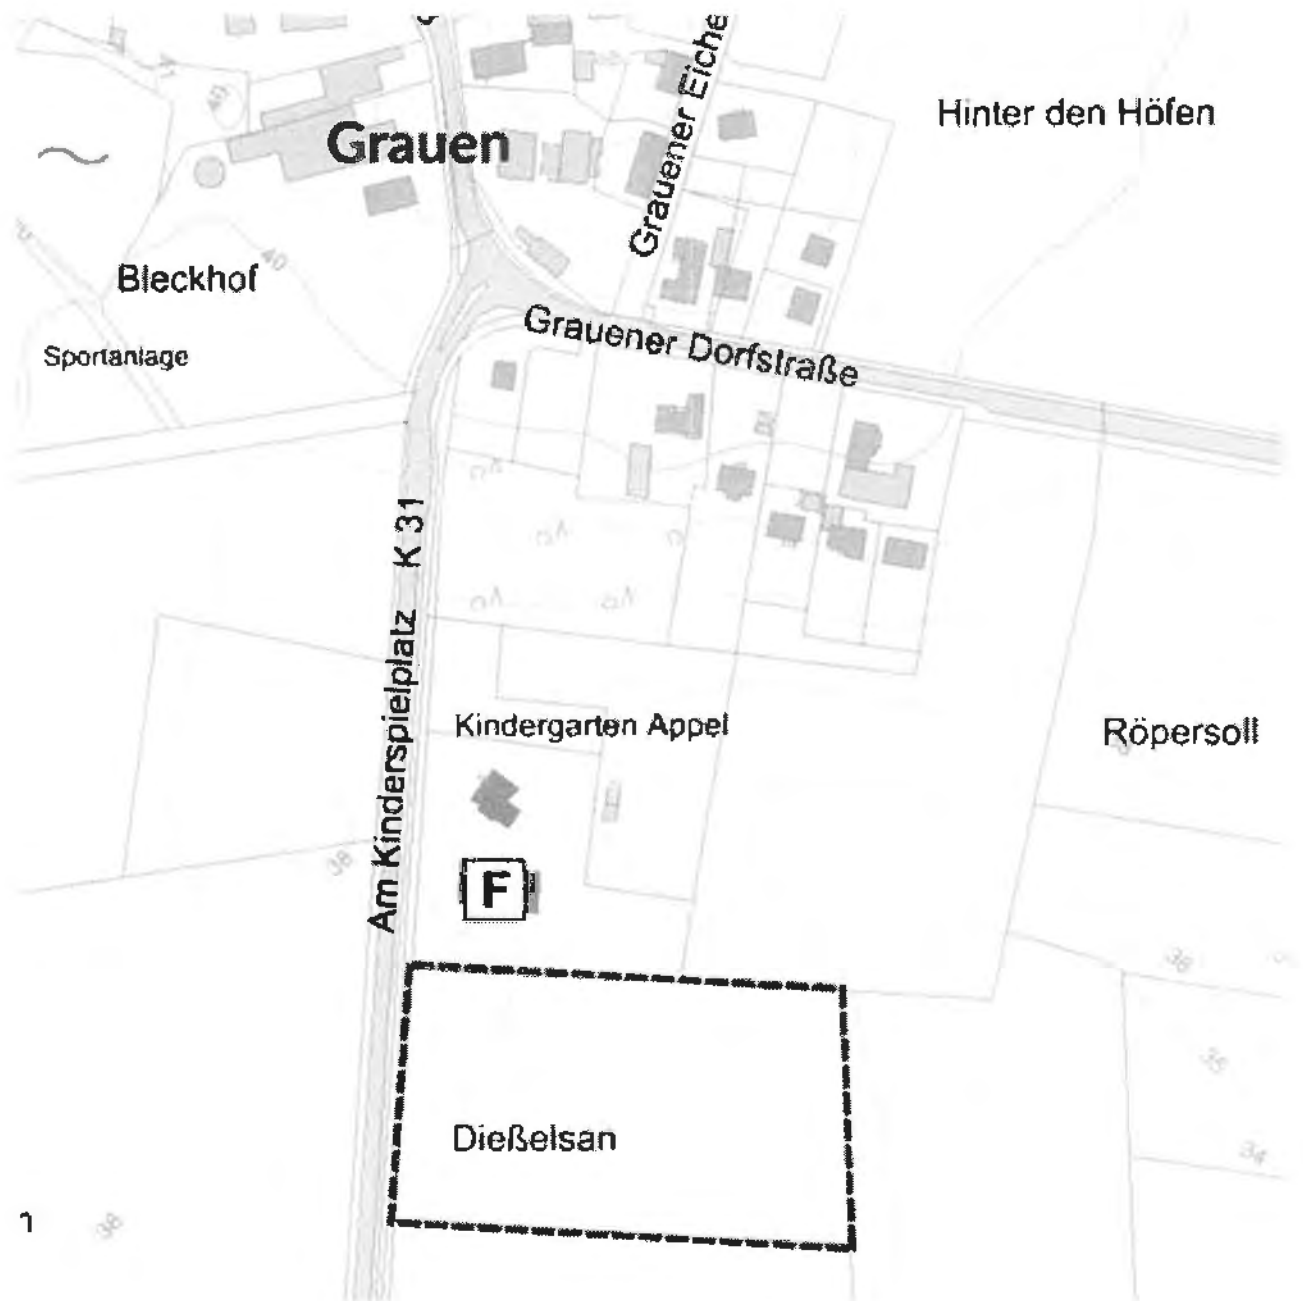 Grauener Eiche
Hinter den Höfen
40
Grauen
Bleckhof
40
Sportanlage
Grauener Dorfstraße
K 31
Am Kinderspielplatz
Kindergarten Appel
Röpersoll
38
F
36
35
Dießelsan
34
38